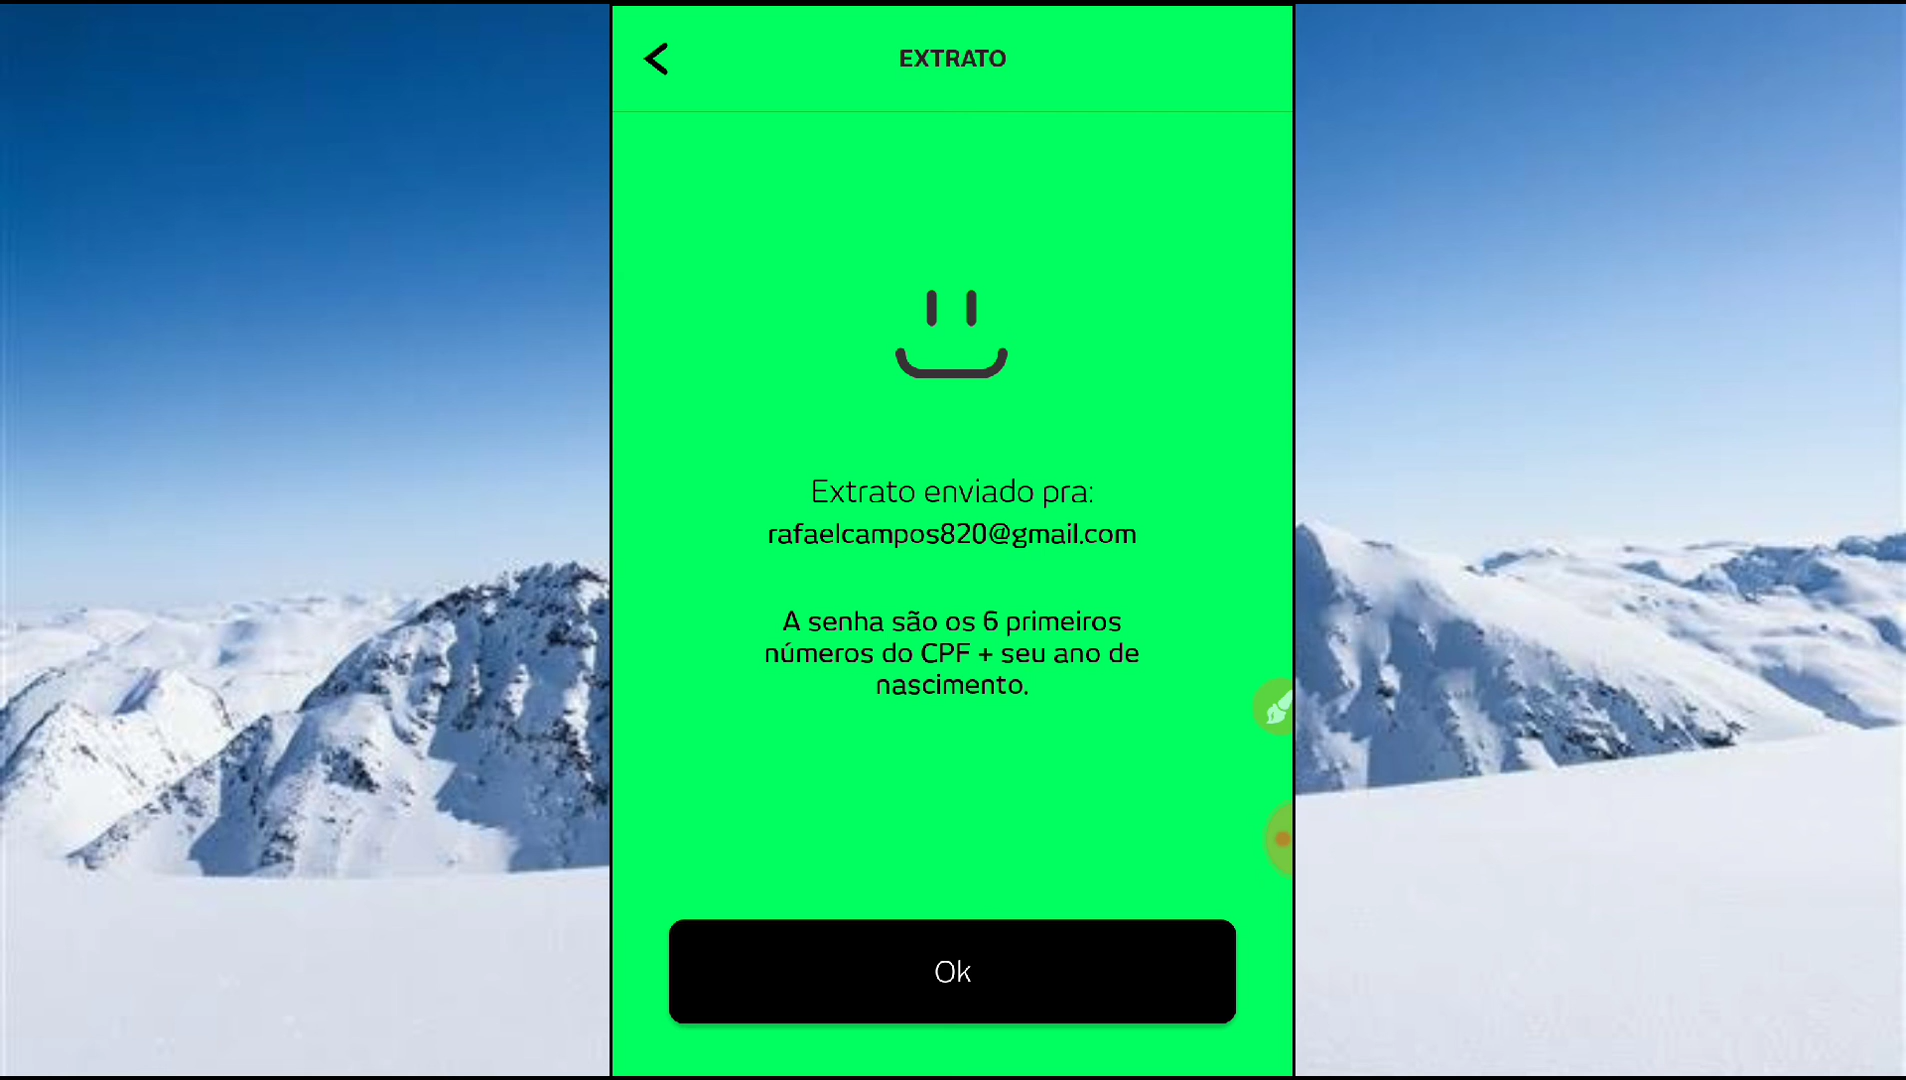 EXTRATO
Extrato enviado pra:
rafaelcampos820@gmail.com
A senha são os 6 primeiros
números do CPF + seu ano de
nascimento.
Ok